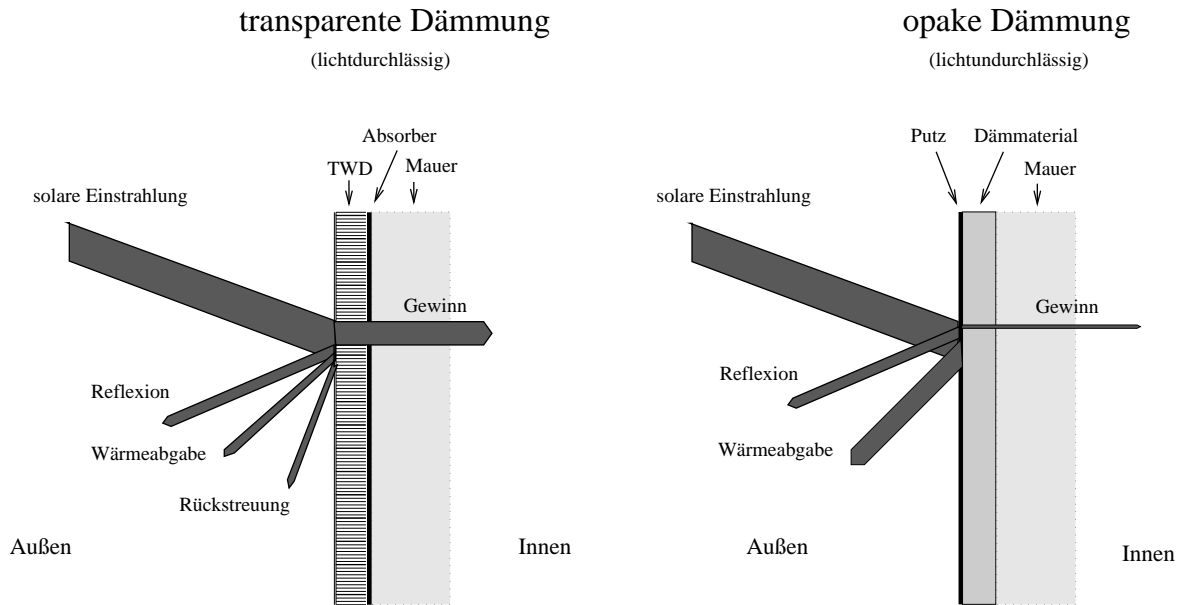 transparente Dämmung
(lichtdurchlässig)
Absorber
TWD
Mauer
solare Einstrahlung
Gewinn
Reflexion
Wärmeabgabe
Rückstreuung
Außen
Innen
opake Dämmung
(lichtundurchlässig)
Putz
Dämmaterial
Mauer
solare Einstrahlung
Gewinn
Reflexion
Wärmeabgabe
Außen
Innen